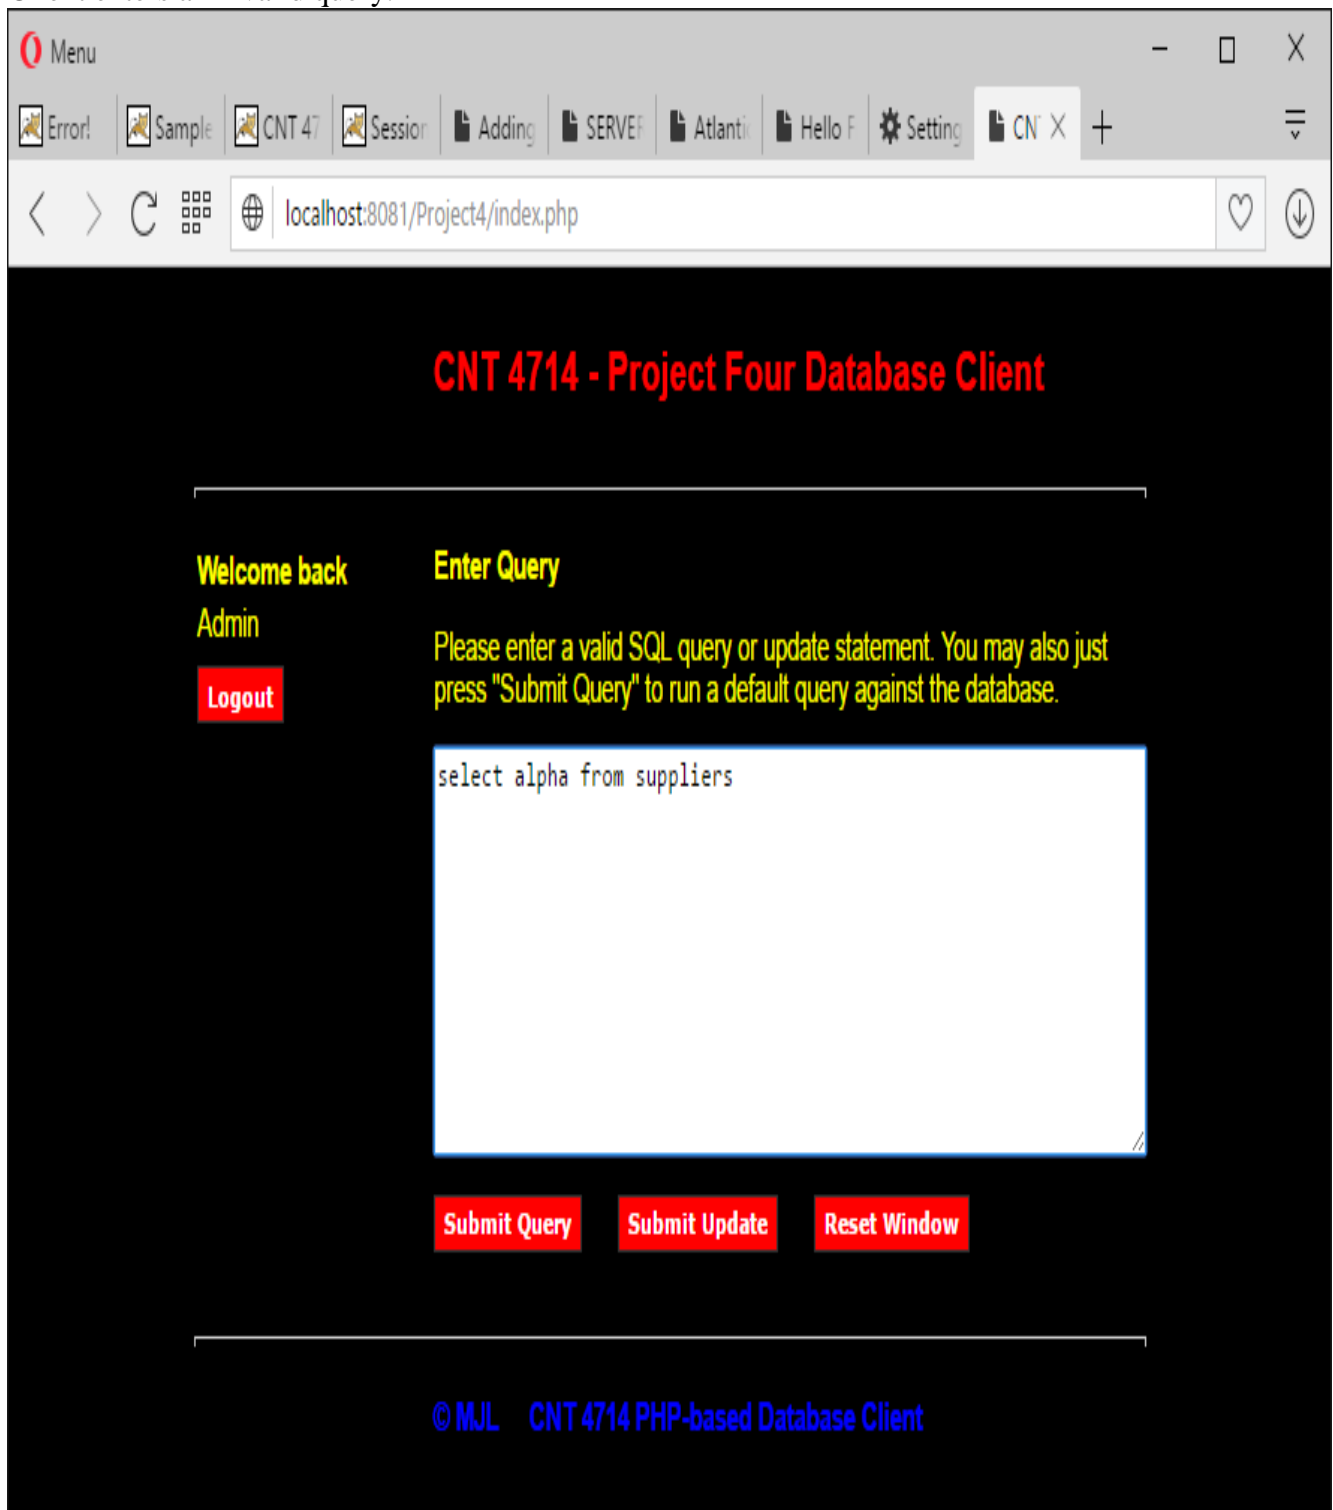 Menu
Error! Sample CNT 47 Session Adding SERVER Atlantic Hello Setting CN
localhost:8081/Project4/index.php
CNT 4714 - Project Four Database Client
Welcome back
Admin
Logout
Enter Query
Please enter a valid SQL query or update statement. You may also just
press "Submit Query" to run a default query against the database.
select alpha from suppliers
Submit Query Submit Update Reset Window
© MJL CNT 4714 PHP-based Database Client